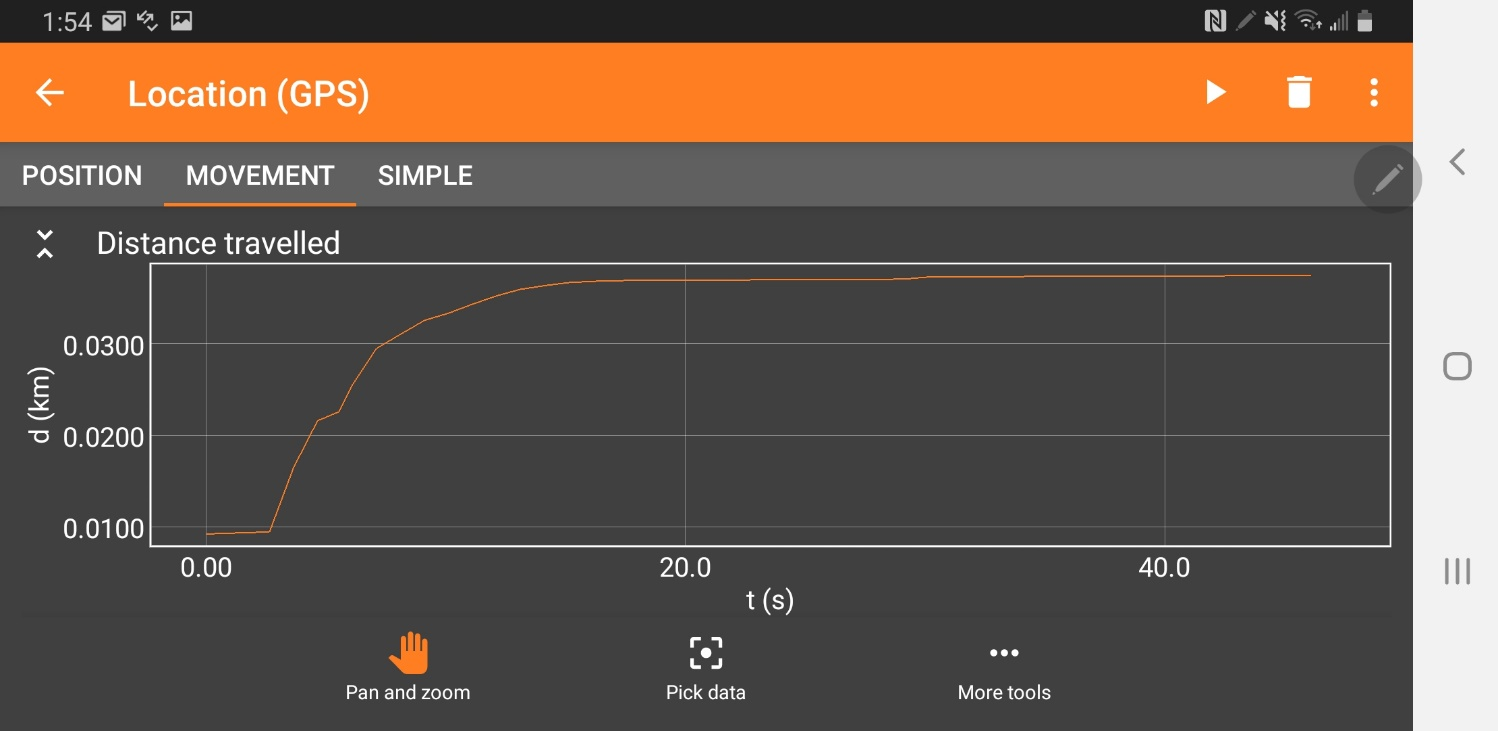 1:54
Location (GPS)
POSITION MOVEMENT SIMPLE
Distance travelled
0.0300
d (km)
0.0200
0.0100
0.00 20.0 40.0
t (s)
Pan and zoom Pick data More tools